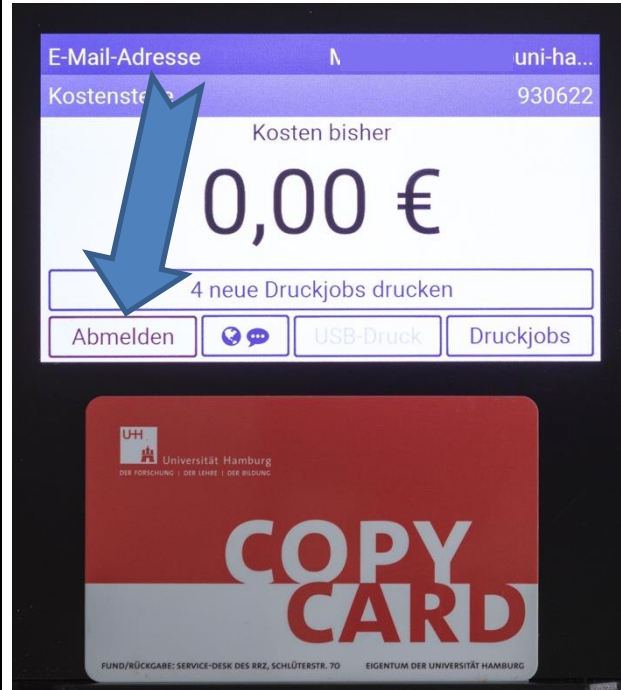 E-Mail-Adresse M uni-ha...
930622
Kosten bisher
0,00 €
4 neue Druckjobs drucken
Abmelden USB-Druck Druckjobs
UHH
Universität Hamburg
DER FORSCHUNG | DER LEHRE | DER BILDUNG
COPY
CARD
FUND/RÜCKGABE: SERVICE-DESK DES RRZ, SCHLÜTERSTR. 70 EIGENTUM DER UNIVERSITÄT HAMBURG